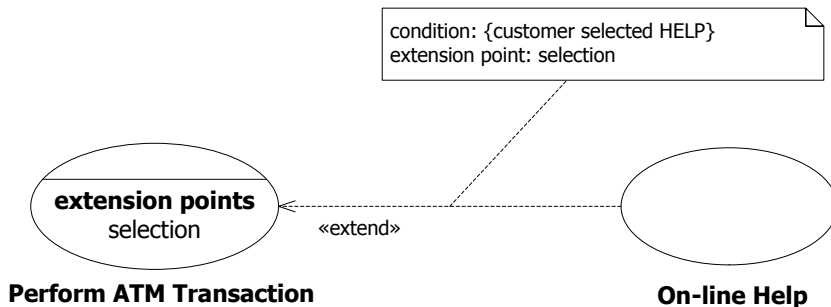 condition: {customer selected HELP}
extension point: selection
extension points
selection
«extend»
Perform ATM Transaction
On-line Help